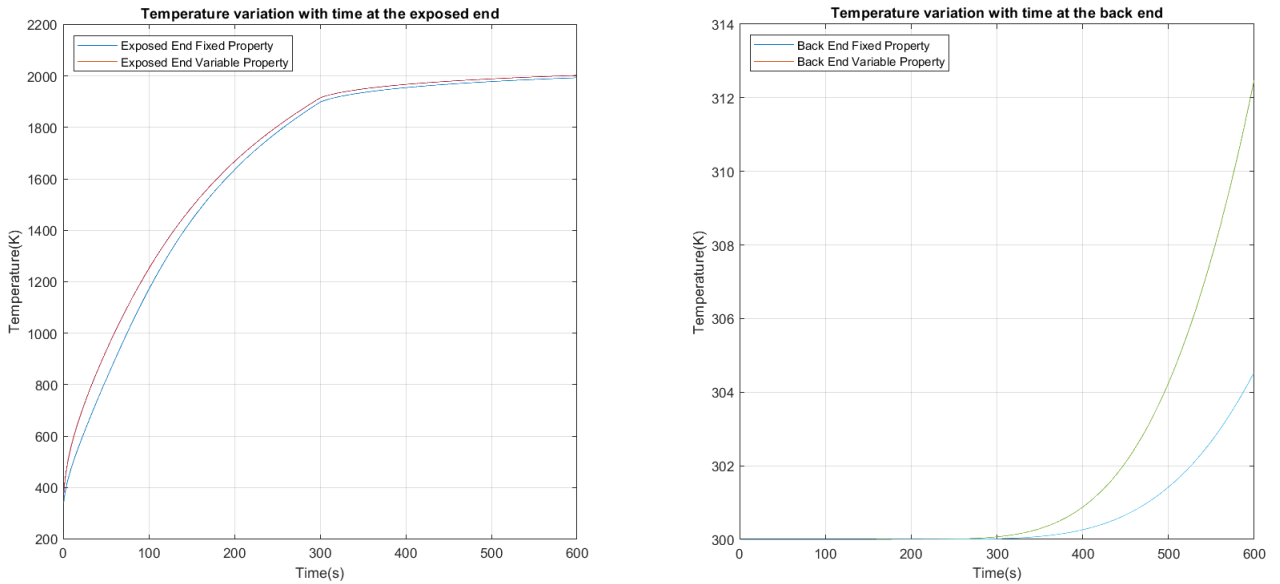 Temperature variation with time at the exposed end
2200
2000
1800
1600
1400
1200
1000
800
600
400
200
Temperature(K)
Exposed End Fixed Property
Exposed End Variable Property
0 100 200 300 400 500 600
Time(s)
Temperature variation with time at the back end
314
312
310
308
306
304
302
300
Temperature(K)
Back End Fixed Property
Back End Variable Property
0 100 200 300 400 500 600
Time(s)